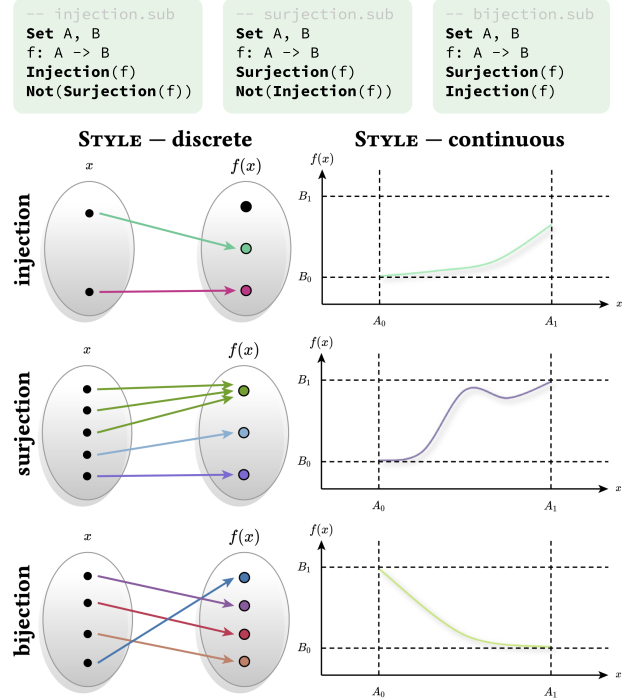 -- injection.sub
Set A, B
f: A -> B
Injection(f)
Not(Surjection(f))
-- surjection.sub
Set A, B
f: A -> B
Surjection(f)
Not(Injection(f))
-- bijection.sub
Set A, B
f: A -> B
Surjection(f)
Injection(f)
STYLE — discrete
STYLE — continuous
injection
x
f(x)
f(x)
B₁
B₀
A₀
A₁
x
surjection
x
f(x)
f(x)
B₁
B₀
A₀
A₁
x
bijection
x
f(x)
f(x)
B₁
B₀
A₀
A₁
x